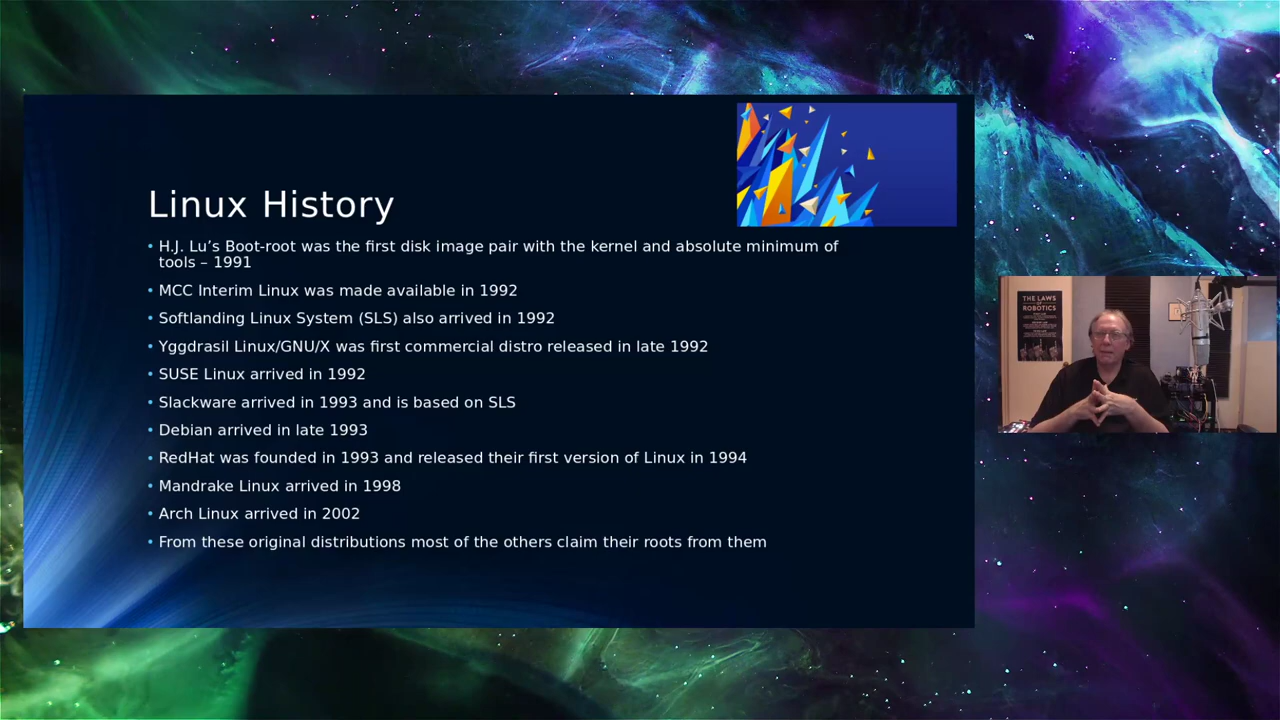 Linux History
• H.J. Lu’s Boot-root was the first disk image pair with the kernel and absolute minimum of
tools – 1991
• MCC Interim Linux was made available in 1992
• Softlanding Linux System (SLS) also arrived in 1992
• Yggdrasil Linux/GNU/X was first commercial distro released in late 1992
• SUSE Linux arrived in 1992
• Slackware arrived in 1993 and is based on SLS
• Debian arrived in late 1993
• RedHat was founded in 1993 and released their first version of Linux in 1994
• Mandrake Linux arrived in 1998
• Arch Linux arrived in 2002
• From these original distributions most of the others claim their roots from them
THE LAWS
OF
ROBOTICS